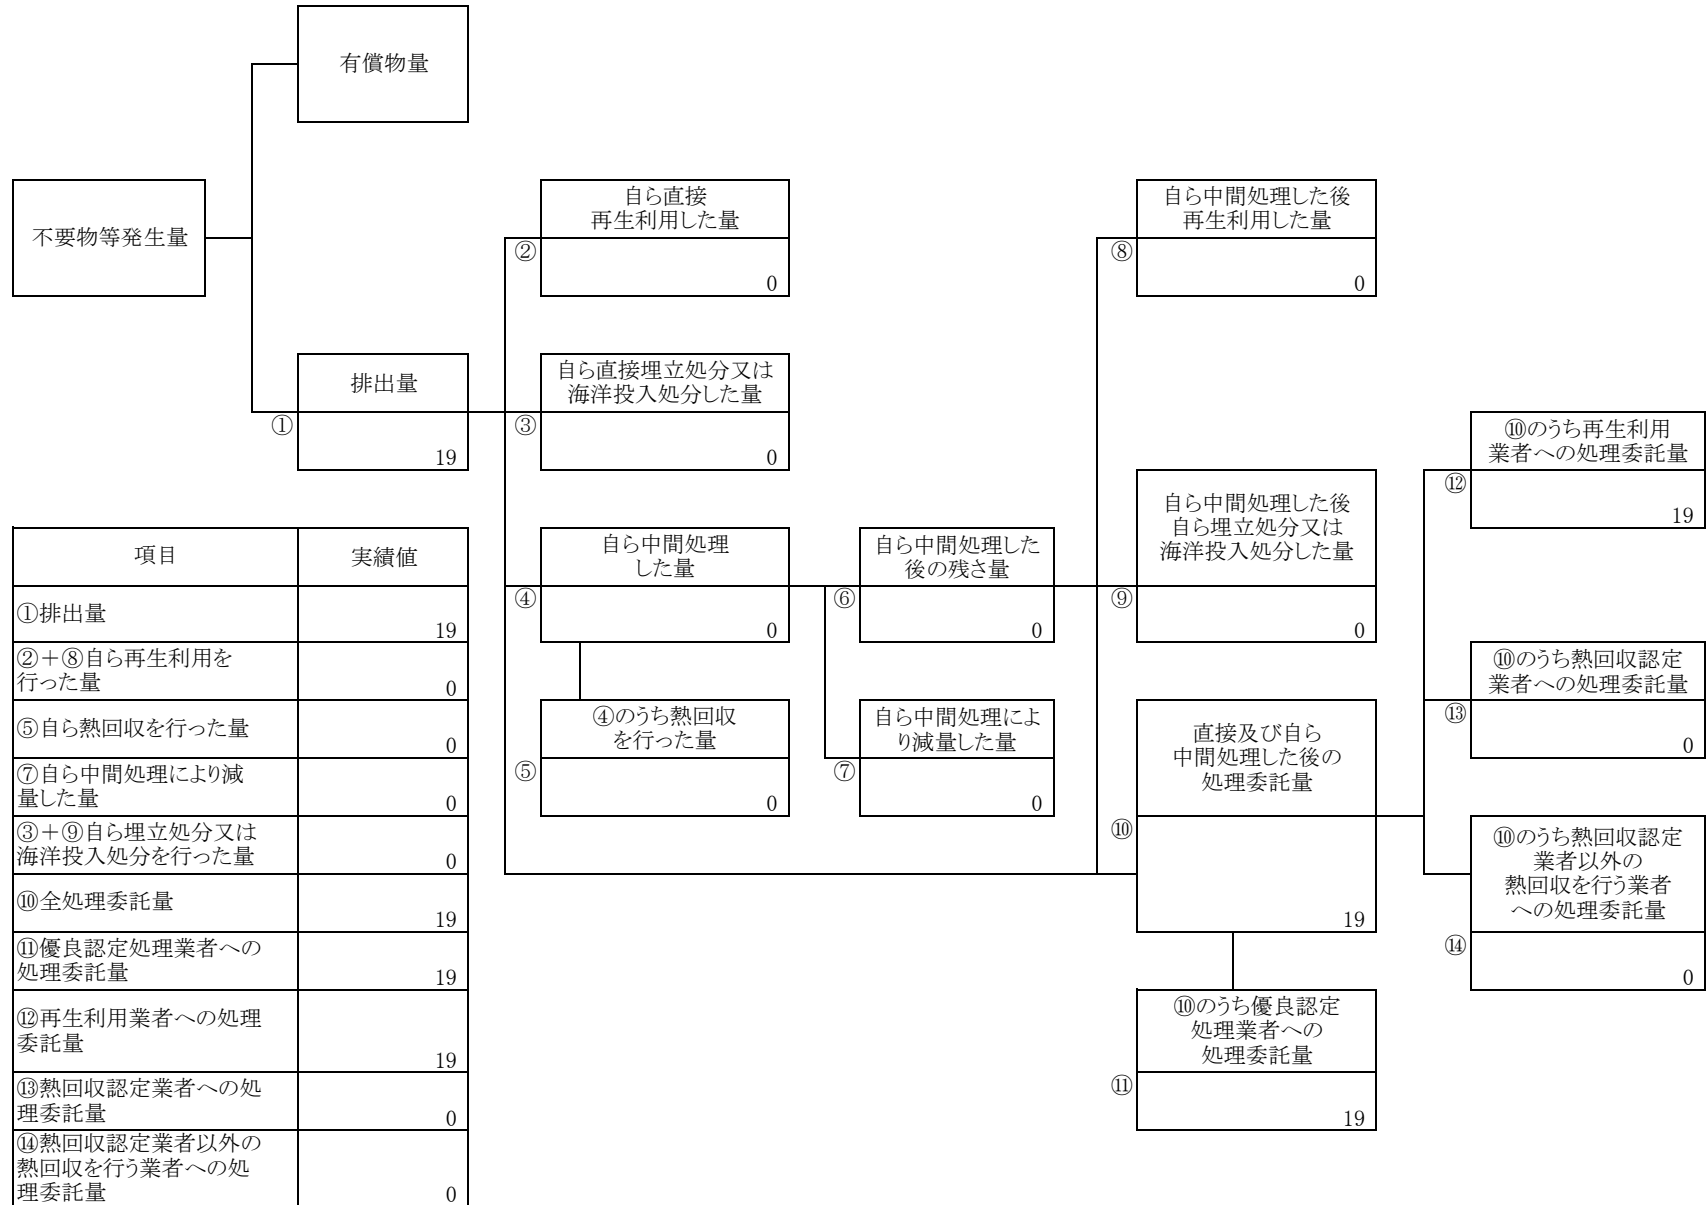 有償物量
不要物等発生量
排出量
①
19
自ら直接
再生利用した量
②
0
自ら直接埋立処分又は
海洋投入処分した量
③
0
自ら中間処理
した量
④
0
④のうち熱回収
を行った量
⑤
0
自ら中間処理した
後の残さ量
⑥
0
自ら中間処理によ
り減量した量
⑦
0
自ら中間処理した後
再生利用した量
⑧
0
自ら中間処理した後
自ら埋立処分又は
海洋投入処分した量
⑨
0
直接及び自ら
中間処理した後の
処理委託量
⑩
19
⑩のうち優良認定
処理業者への
処理委託量
⑪
19
⑩のうち再生利用
業者への処理委託量
⑫
19
⑩のうち熱回収認定
業者への処理委託量
⑬
0
⑩のうち熱回収認定
業者以外の
熱回収を行う業者
への処理委託量
⑭
0
項目 実績値
①排出量
19
②＋⑧自ら再生利用を
行った量
0
⑤自ら熱回収を行った量
0
⑦自ら中間処理により減
量した量
0
③＋⑨自ら埋立処分又は
海洋投入処分を行った量
0
⑩全処理委託量
19
⑪優良認定処理業者への
処理委託量
19
⑫再生利用業者への処理
委託量
19
⑬熱回収認定業者への処
理委託量
0
⑭熱回収認定業者以外の
熱回収を行う業者への処
理委託量
0